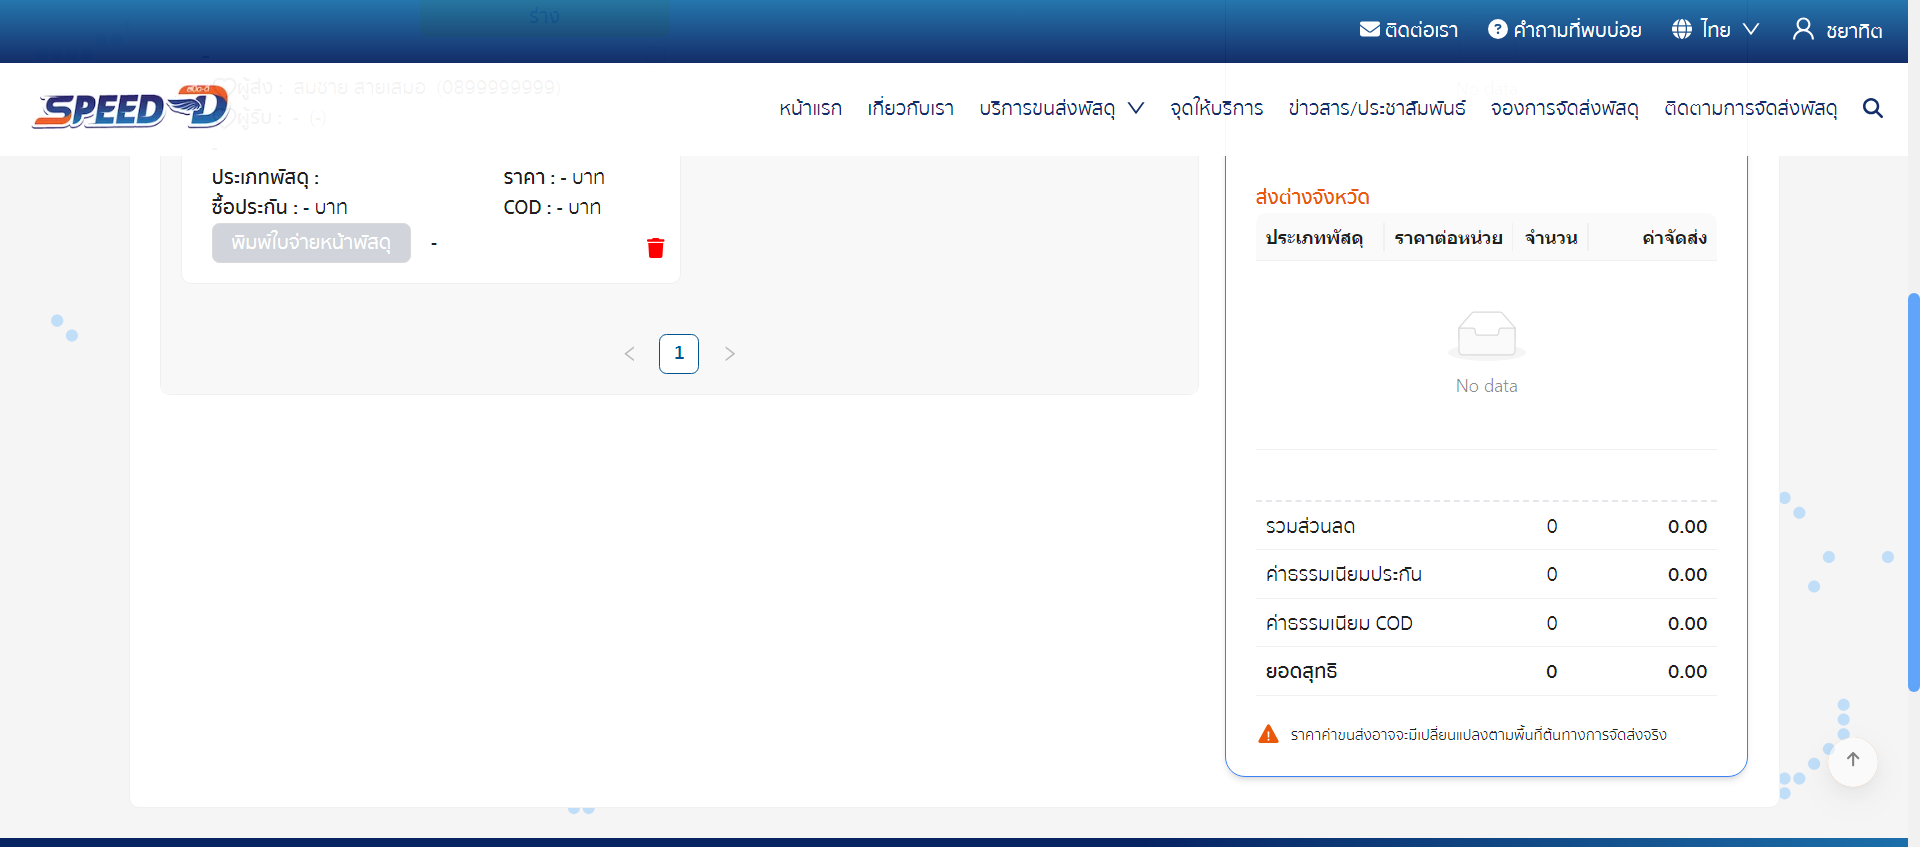 ร่าง
ติดต่อเรา
คำถามที่พบบ่อย
ไทย
ชยาทิต
สปีด-ดี
SPEED-D
ผู้ส่ง : สมชาย สายเสมอ (0899999999)
ผู้รับ : - (-)
No data
หน้าแรก
เกี่ยวกับเรา
บริการขนส่งพัสดุ
จุดให้บริการ
ข่าวสาร/ประชาสัมพันธ์
จองการจัดส่งพัสดุ
ติดตามการจัดส่งพัสดุ
ประเภทพัสดุ :
ราคา : - บาท
ซื้อประกัน : - บาท
COD : - บาท
พิมพ์ใบจ่ายหน้าพัสดุ
-
1
ส่งต่างจังหวัด
ประเภทพัสดุ ราคาต่อหน่วย จำนวน ค่าจัดส่ง
No data
รวมส่วนลด 0 0.00
ค่าธรรมเนียมประกัน 0 0.00
ค่าธรรมเนียม COD 0 0.00
ยอดสุทธิ 0 0.00
ราคาค่าขนส่งอาจจะมีเปลี่ยนแปลงตามพื้นที่ต้นทางการจัดส่งจริง